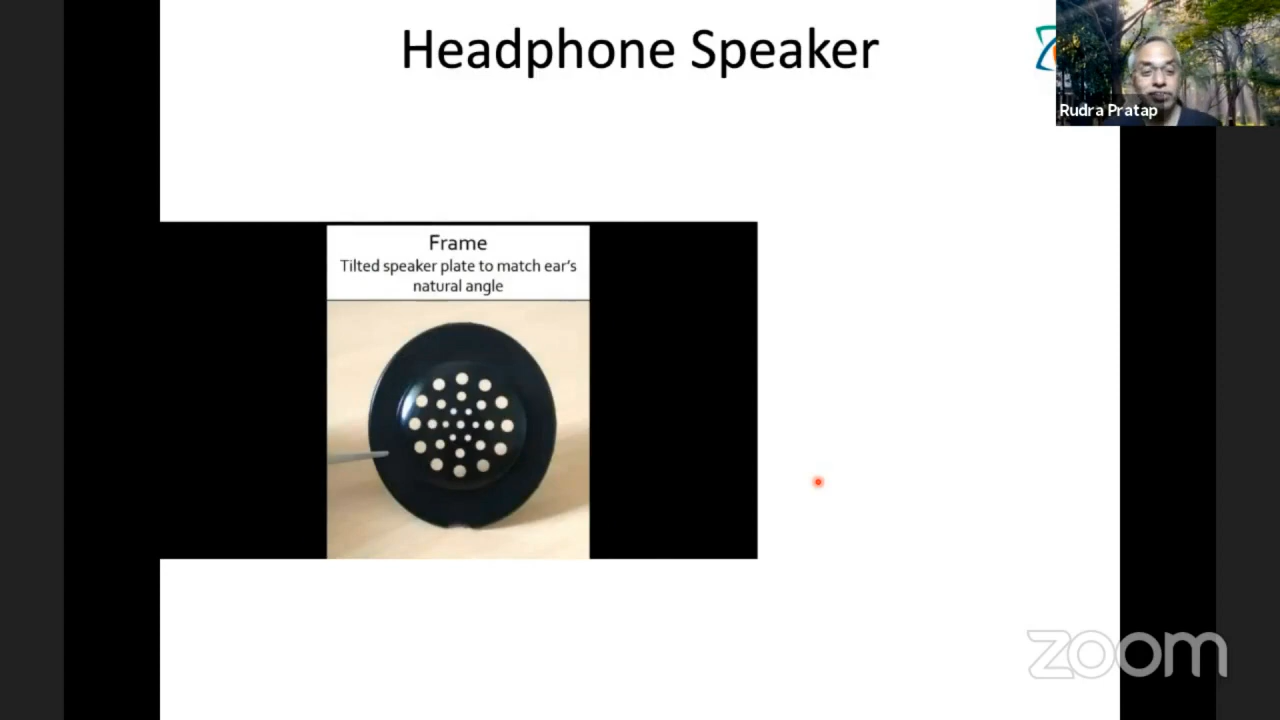 Headphone Speaker
Rudra Pratap
Frame
Tilted speaker plate to match ear's
natural angle
zoom